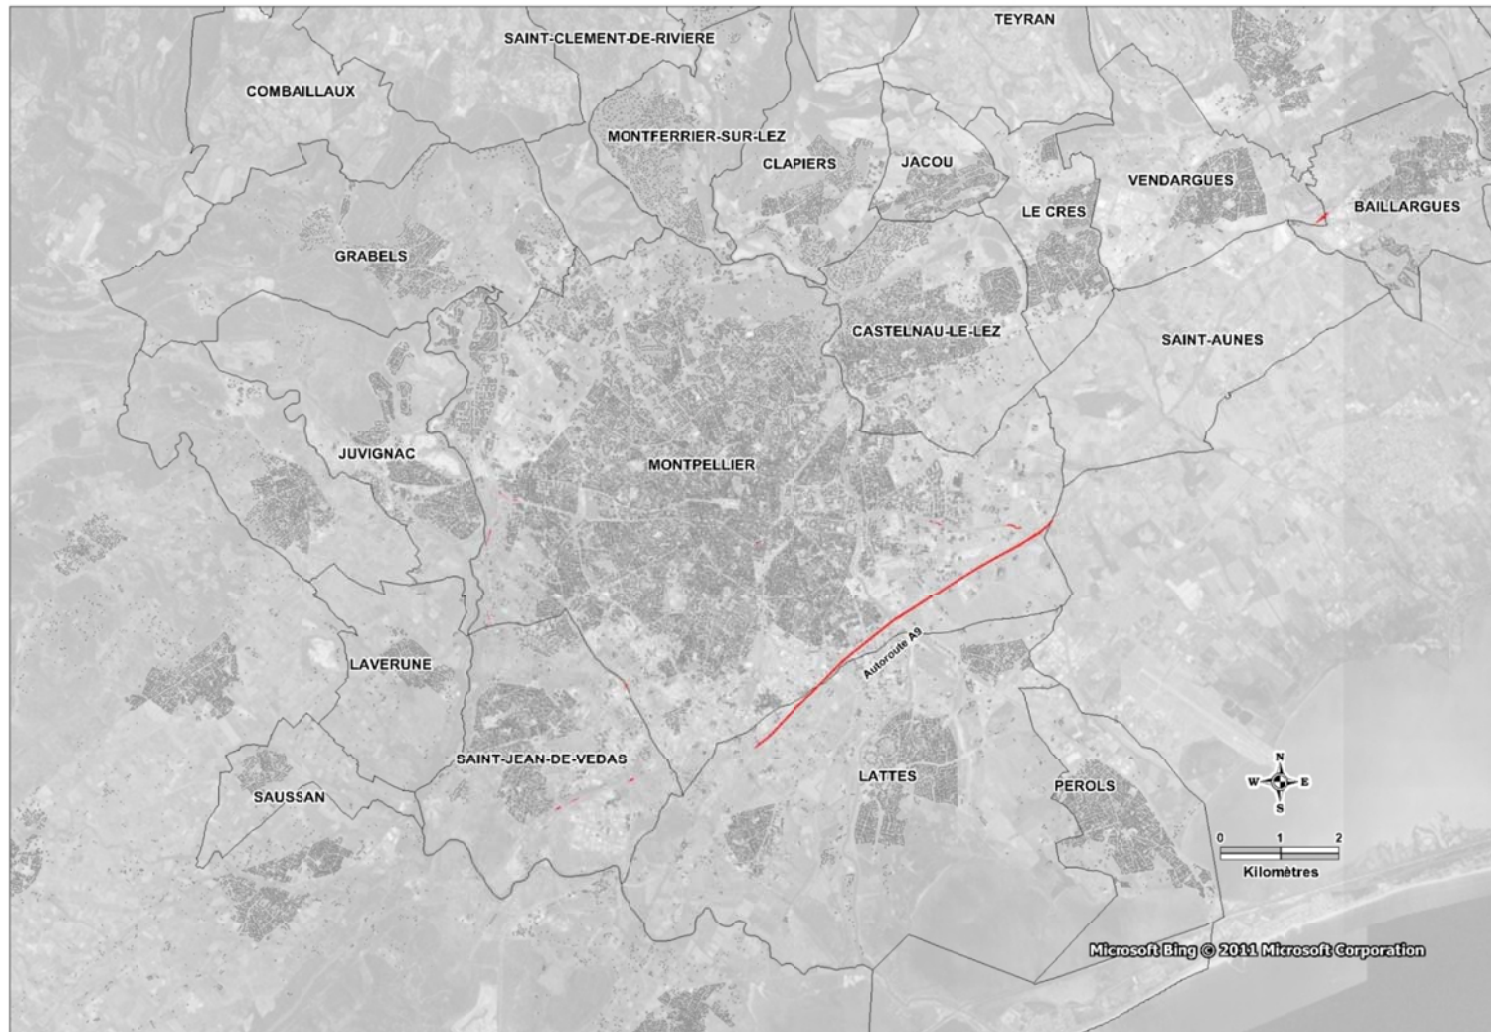 TEYRAN
SAINT-CLEMENT-DE-RIVIERE
COMBAILLAUX
MONTFERRIER-SUR-LEZ
CLAPIERS
JACOU
VENDARGUES
LE CRES
BAILLARGUES
GRABELS
CASTELNAU-LE-LEZ
SAINT-AUNES
JUVIGNAC
MONTPELLIER
Autoroute A9
LAVERUNE
SAINT-JEAN-DE-VEDAS
LATTES
PEROLS
SAUSSAN
N
W E
S
0 1 2
Kilomètres
Microsoft Bing © 2011 Microsoft Corporation